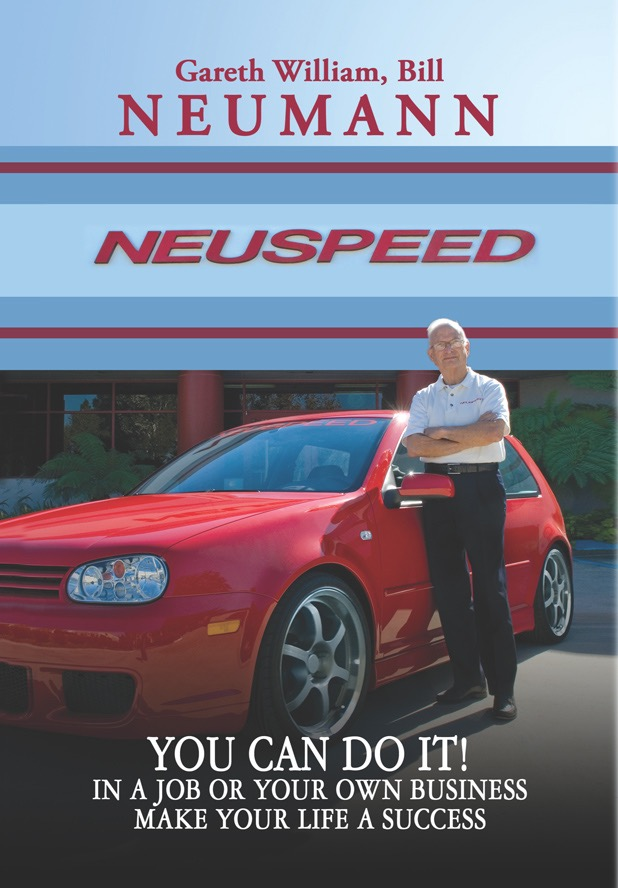 Gareth William, Bill
NEUMANN
NEUSPEED
NEUSPEED
YOU CAN DO IT!
IN A JOB OR YOUR OWN BUSINESS
MAKE YOUR LIFE A SUCCESS